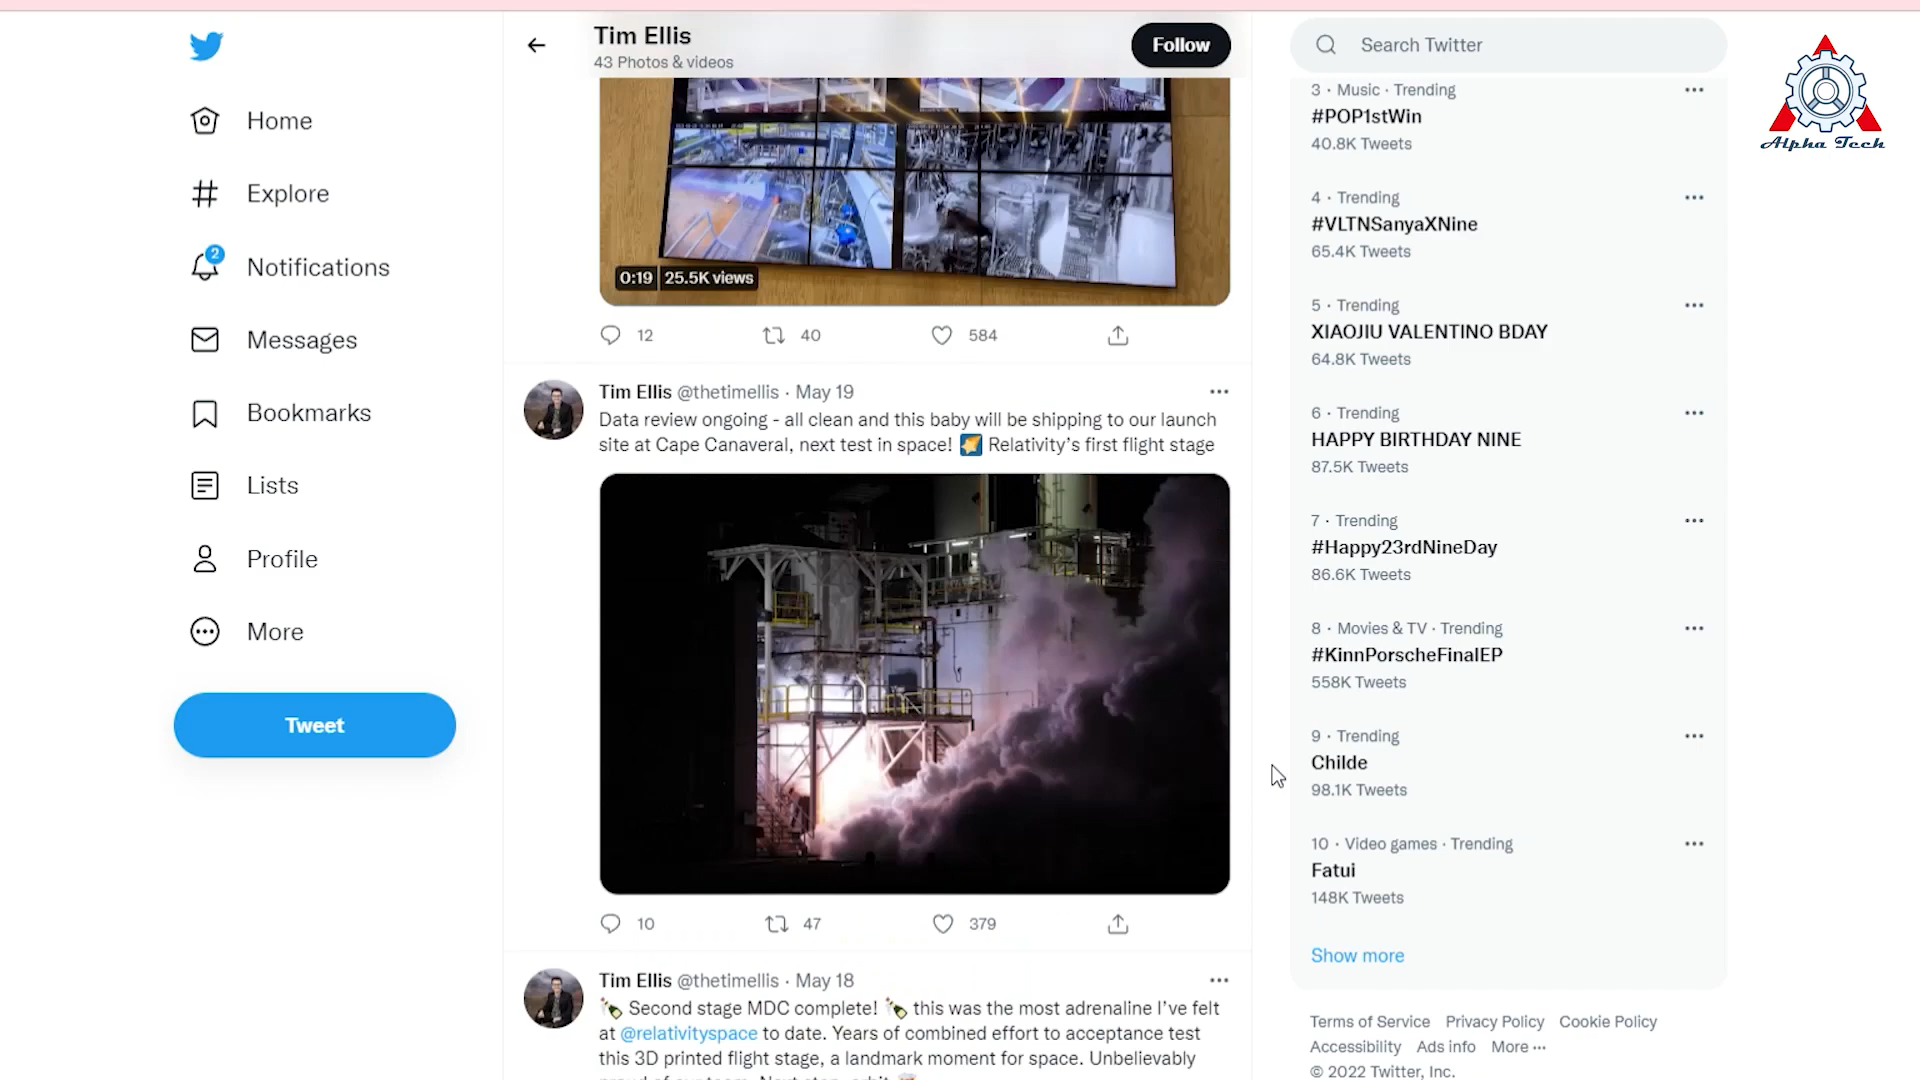 Tim Ellis
43 Photos & videos
Follow
Home
Explore
2
Notifications
Messages
Bookmarks
Lists
Profile
More
Tweet
0:19 25.5K views
12 40 584
Tim Ellis @thetimellis · May 19
Data review ongoing - all clean and this baby will be shipping to our launch
site at Cape Canaveral, next test in space! 🌠 Relativity's first flight stage
10 47 379
Tim Ellis @thetimellis · May 18
🍾 Second stage MDC complete! 🍾 this was the most adrenaline I've felt
at @relativityspace to date. Years of combined effort to acceptance test
this 3D printed flight stage, a landmark moment for space. Unbelievably
Search Twitter
3 · Music · Trending
#POP1stWin
40.8K Tweets
4 · Trending
#VLTNSanyaXNine
65.4K Tweets
5 · Trending
XIAOJIU VALENTINO BDAY
64.8K Tweets
6 · Trending
HAPPY BIRTHDAY NINE
87.5K Tweets
7 · Trending
#Happy23rdNineDay
86.6K Tweets
8 · Movies & TV · Trending
#KinnPorscheFinalEP
558K Tweets
9 · Trending
Childe
98.1K Tweets
10 · Video games · Trending
Fatui
148K Tweets
Show more
Terms of Service Privacy Policy Cookie Policy
Accessibility Ads info More ···
© 2022 Twitter, Inc.
Alpha Tech